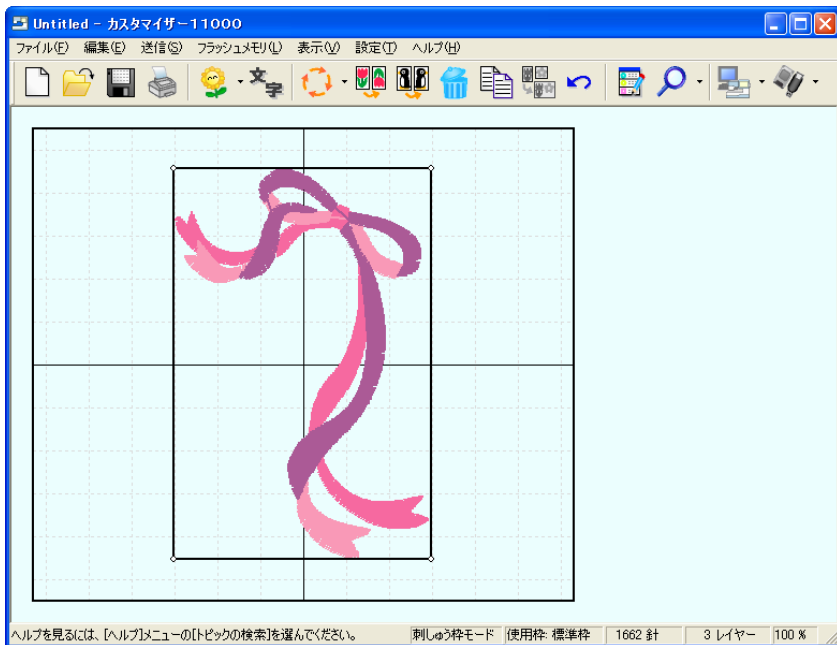 Untitled - カスタマイザー11000
ファイル(F) 編集(E) 送信(S) フラッシュメモリ(L) 表示(V) 設定(T) ヘルプ(H)
文字
ヘルプを見るには、[ヘルプ]メニューの[トピックの検索]を選んでください。 刺しゅう枠モード 使用枠: 標準枠 1662 針 3 レイヤー 100 %